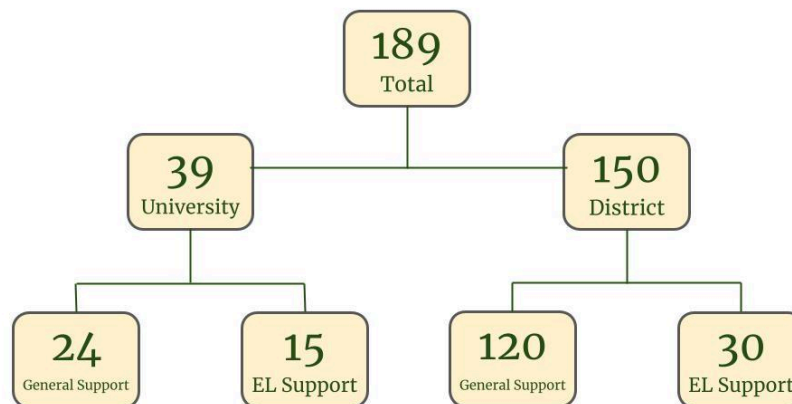 189
Total
39
University
150
District
24
General Support
15
EL Support
120
General Support
30
EL Support